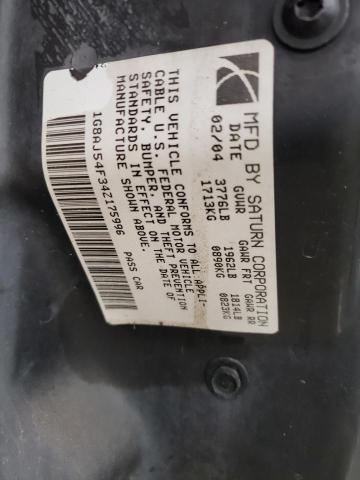 MFD BY SATURN CORPORATION
DATE GVWR GAWR FRT GAWR RR
02/04 3776LB 1962LB 1814LB
1713KG 0890KG 0823KG
THIS VEHICLE CONFORMS TO ALL APPLI-
CABLE U.S. FEDERAL MOTOR VEHICLE
SAFETY, BUMPER, AND THEFT PREVENTION
STANDARDS IN EFFECT ON THE DATE OF
MANUFACTURE SHOWN ABOVE.
1G8AJ54F34Z175996 PASS CAR